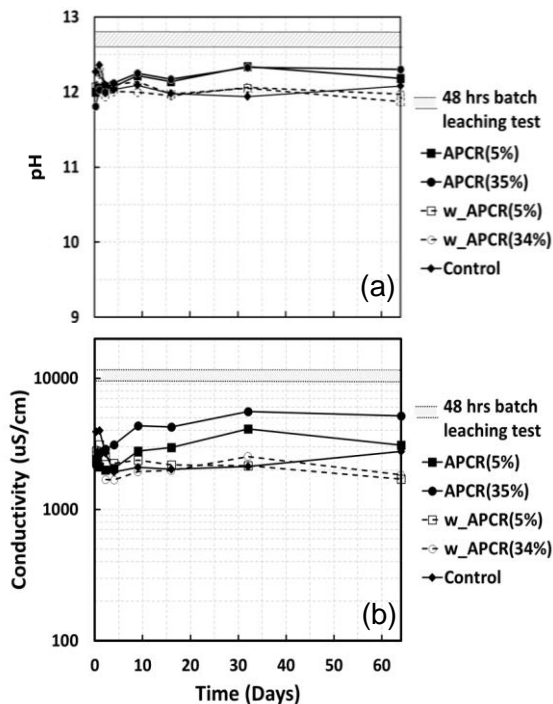 13
12
11
10
9
pH
(a)
48 hrs batch
leaching test
APCR(5%)
APCR(35%)
w_APCR(5%)
w_APCR(34%)
Control
10000
1000
100
Conductivity (uS/cm)
(b)
48 hrs batch
leaching test
APCR(5%)
APCR(35%)
w_APCR(5%)
w_APCR(34%)
Control
0 10 20 30 40 50 60
Time (Days)